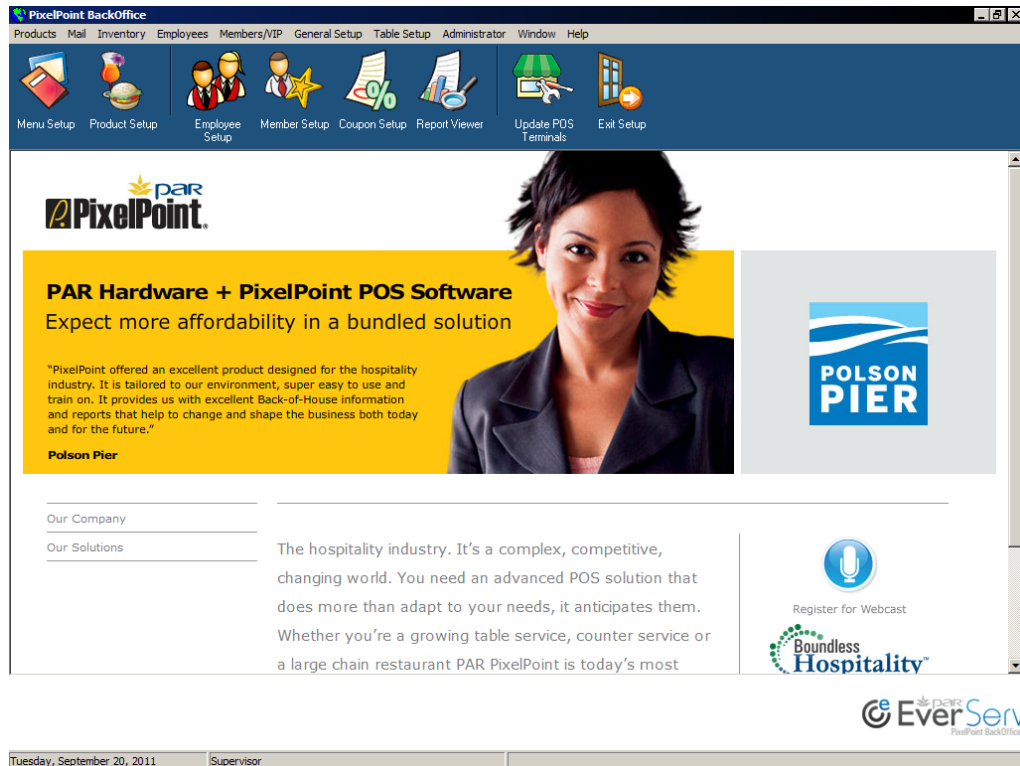 PixelPoint BackOffice
Products Mail Inventory Employees Members/VIP General Setup Table Setup Administrator Window Help
Menu Setup Product Setup Employee Setup Member Setup Coupon Setup Report Viewer Update POS Terminals Exit Setup
par
PixelPoint®
PAR Hardware + PixelPoint POS Software
Expect more affordability in a bundled solution
"PixelPoint offered an excellent product designed for the hospitality
industry. It is tailored to our environment, super easy to use and
train on. It provides us with excellent Back-of-House information
and reports that help to change and shape the business both today
and for the future."
Polson Pier
POLSON
PIER
Our Company
Our Solutions
The hospitality industry. It's a complex, competitive,
changing world. You need an advanced POS solution that
does more than adapt to your needs, it anticipates them.
Whether you're a growing table service, counter service or
a large chain restaurant PAR PixelPoint is today's most
Register for Webcast
Boundless
Hospitality™
par
EverServ
PixelPoint BackOffice
Tuesday, September 20, 2011 Supervisor